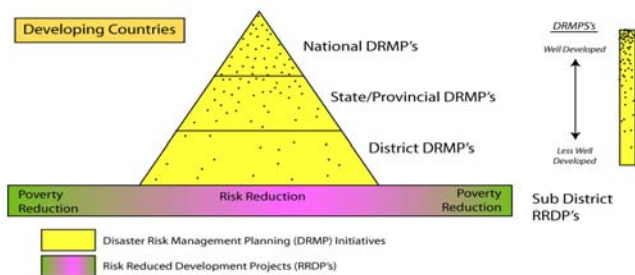 Developing Countries
National DRMP's
State/Provincial DRMP's
District DRMP's
DRMPS's
Well Developed
Less Well
Developed
Poverty
Reduction
Risk Reduction
Poverty
Reduction
Sub District
RRDP's
Disaster Risk Management Planning (DRMP) Initiatives
Risk Reduced Development Projects (RRDP's)